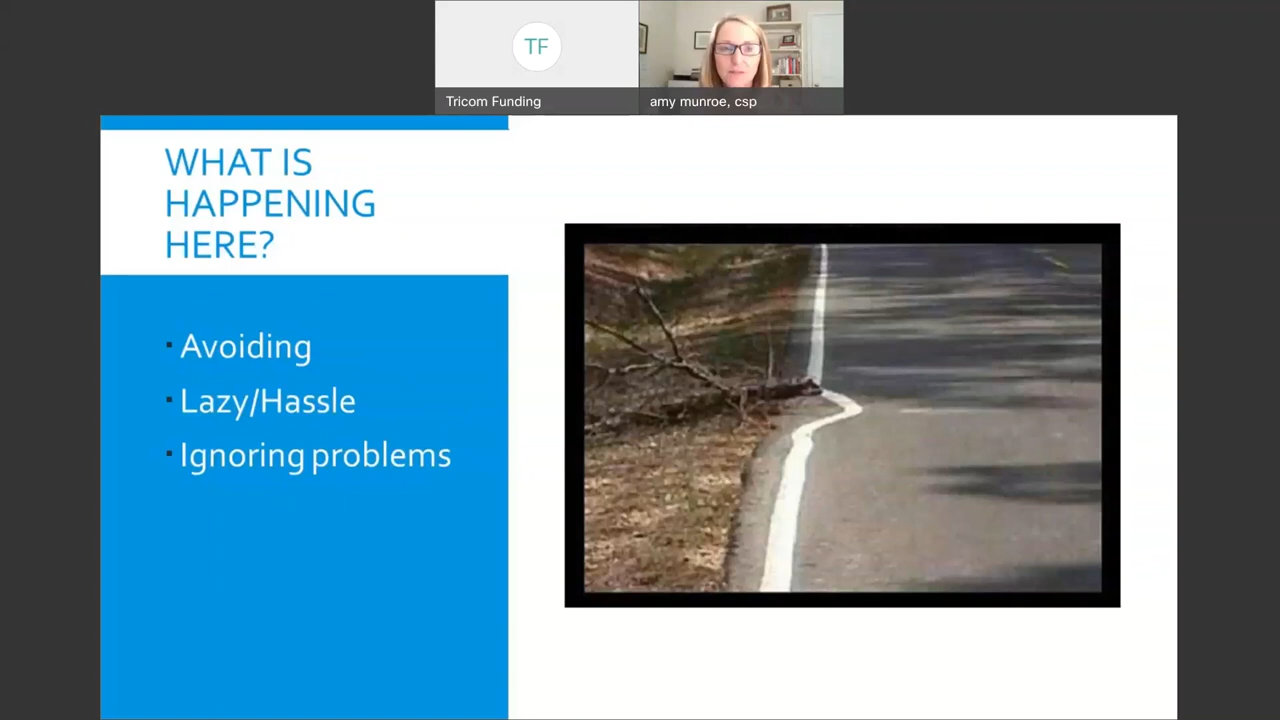 TF
Tricom Funding
amy munroe, csp
WHAT IS
HAPPENING
HERE?
▪ Avoiding
▪ Lazy/Hassle
▪ Ignoring problems